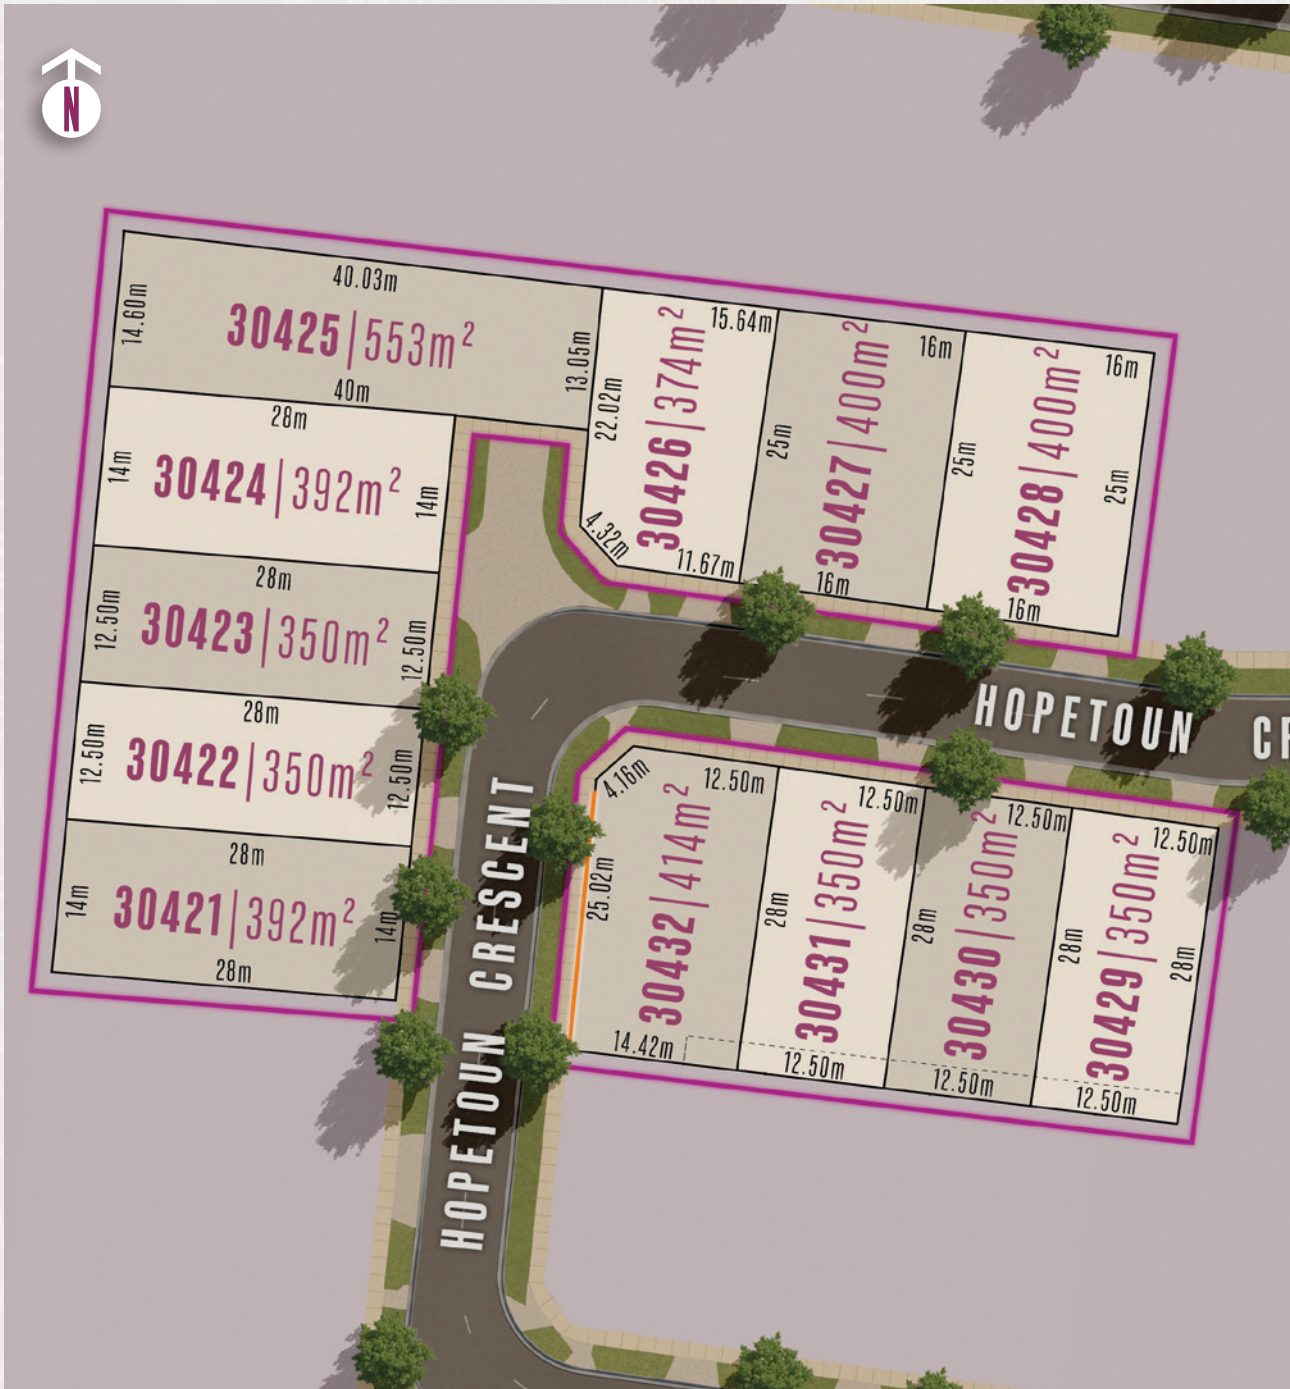 N
40.03m
14.60m
30425|553m²
13.05m
40m
28m
14m
30424|392m²
14m
28m
12.50m
30423|350m²
12.50m
28m
12.50m
30422|350m²
12.50m
28m
14m
30421|392m²
14m
28m
15.64m
22.02m
30426|374m²
4.32m
11.67m
16m
25m
30427|400m²
16m
16m
25m
30428|400m²
25m
16m
HOPETOUN CR
HOPETOUN CRESCENT
4.16m
12.50m
25.02m
30432|414m²
14.42m
12.50m
28m
30431|350m²
12.50m
12.50m
28m
30430|350m²
12.50m
12.50m
28m
30429|350m²
28m
12.50m